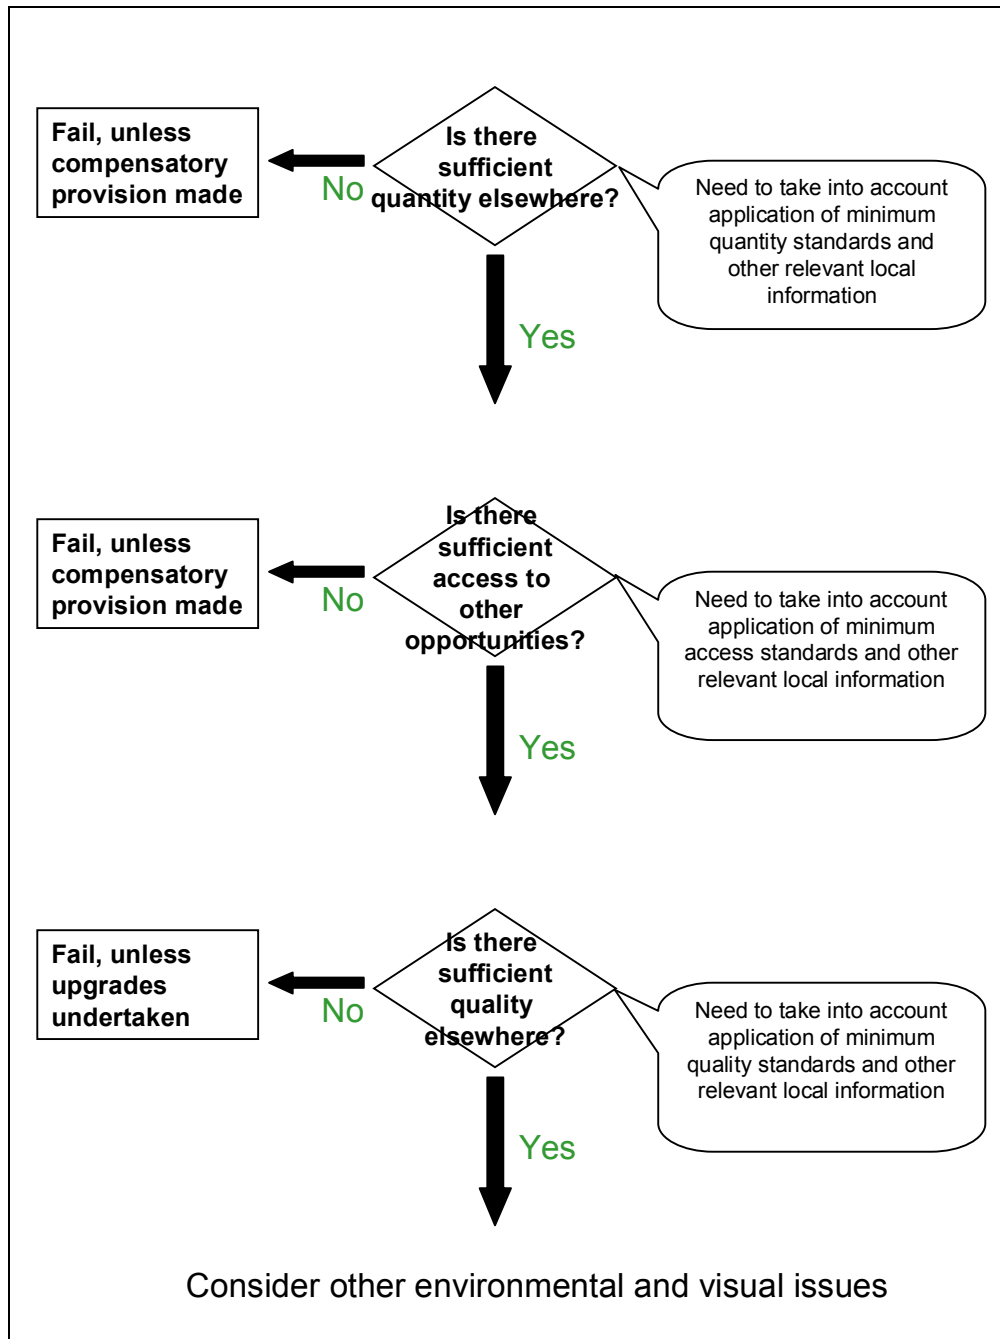 Fail, unless
compensatory
provision made
No
Is there
sufficient
quantity elsewhere?
Need to take into account
application of minimum
quantity standards and
other relevant local
information
Yes
Fail, unless
compensatory
provision made
No
Is there
sufficient
access to
other
opportunities?
Need to take into account
application of minimum
access standards and other
relevant local information
Yes
Fail, unless
upgrades
undertaken
No
Is there
sufficient
quality
elsewhere?
Need to take into account
application of minimum
quality standards and other
relevant local information
Yes
Consider other environmental and visual issues